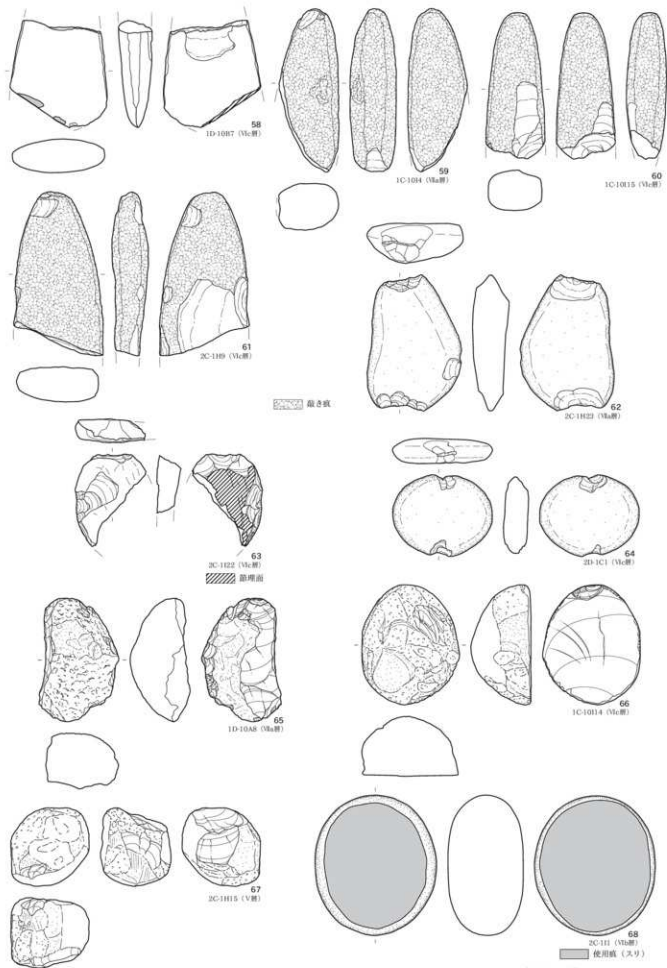 58
1D-10B7 (Ⅵc層)
59
1C-10I4 (Ⅶa層)
60
1C-10I15 (Ⅵc層)
61
2C-1H9 (Ⅵc層)
敲き痕
62
2C-1H22 (Ⅶa層)
63
2C-1I22 (Ⅵc層)
節理面
64
2D-1C1 (Ⅵc層)
65
1D-10A8 (Ⅶa層)
66
1C-10I14 (Ⅵc層)
67
2C-1H15 (Ⅴ層)
68
2C-1I1 (Ⅵb層)
使用痕 (スリ)